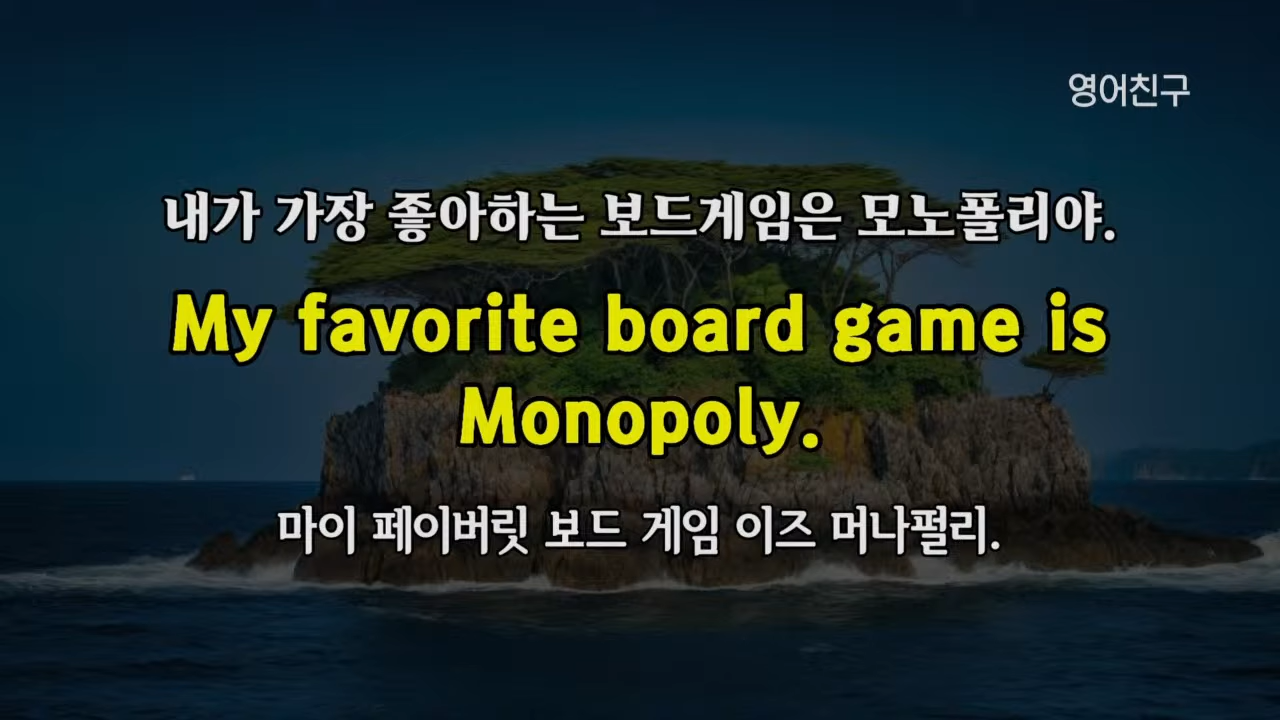 영어친구
내가 가장 좋아하는 보드게임은 모노폴리야.
My favorite board game is
Monopoly.
마이 페이버릿 보드 게임 이즈 머나펄리.